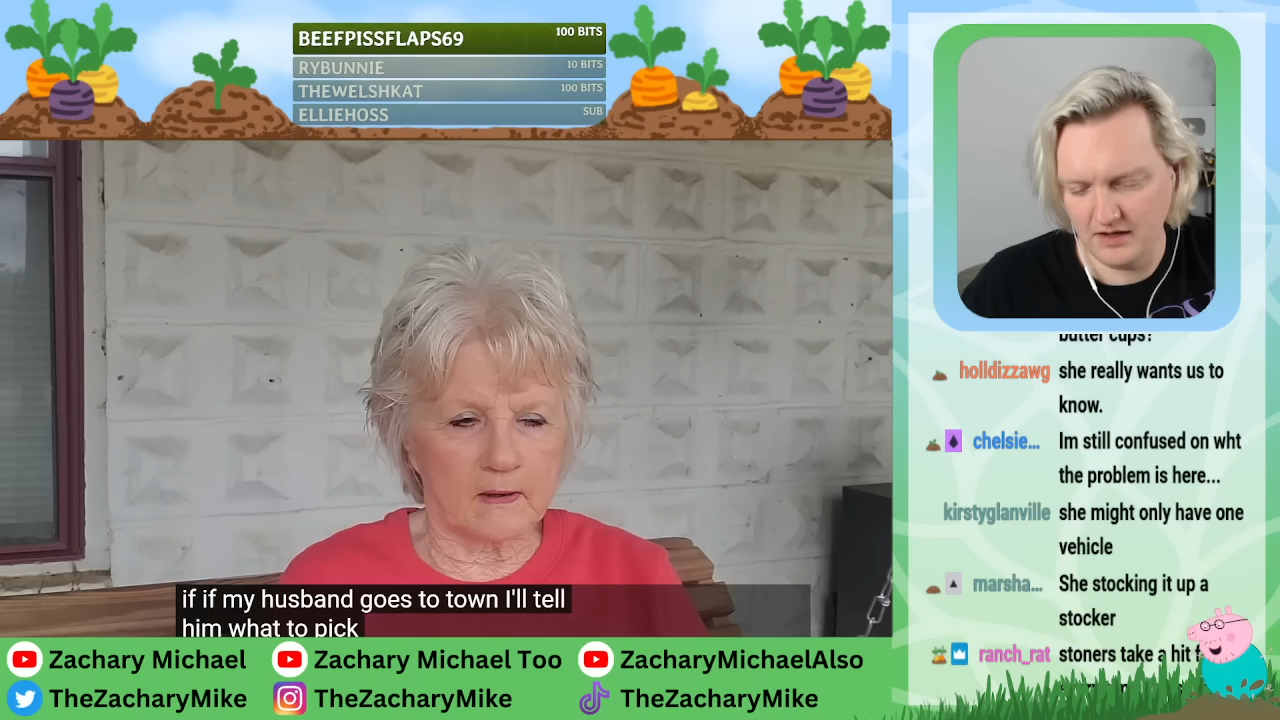 BEEFPISSFLAPS69 100 BITS
RYBUNNIE 10 BITS
THEWELSHKAT 100 BITS
ELLIEHOSS SUB
butter cups?
holldizzawg she really wants us to
know.
chelsie... Im still confused on wht
the problem is here...
kirstyglanville she might only have one
vehicle
marsha... She stocking it up a
stocker
ranch_rat stoners take a hit
if if my husband goes to town I'll tell
him what to pick
Zachary Michael Zachary Michael Too ZacharyMichaelAlso
TheZacharyMike TheZacharyMike TheZacharyMike